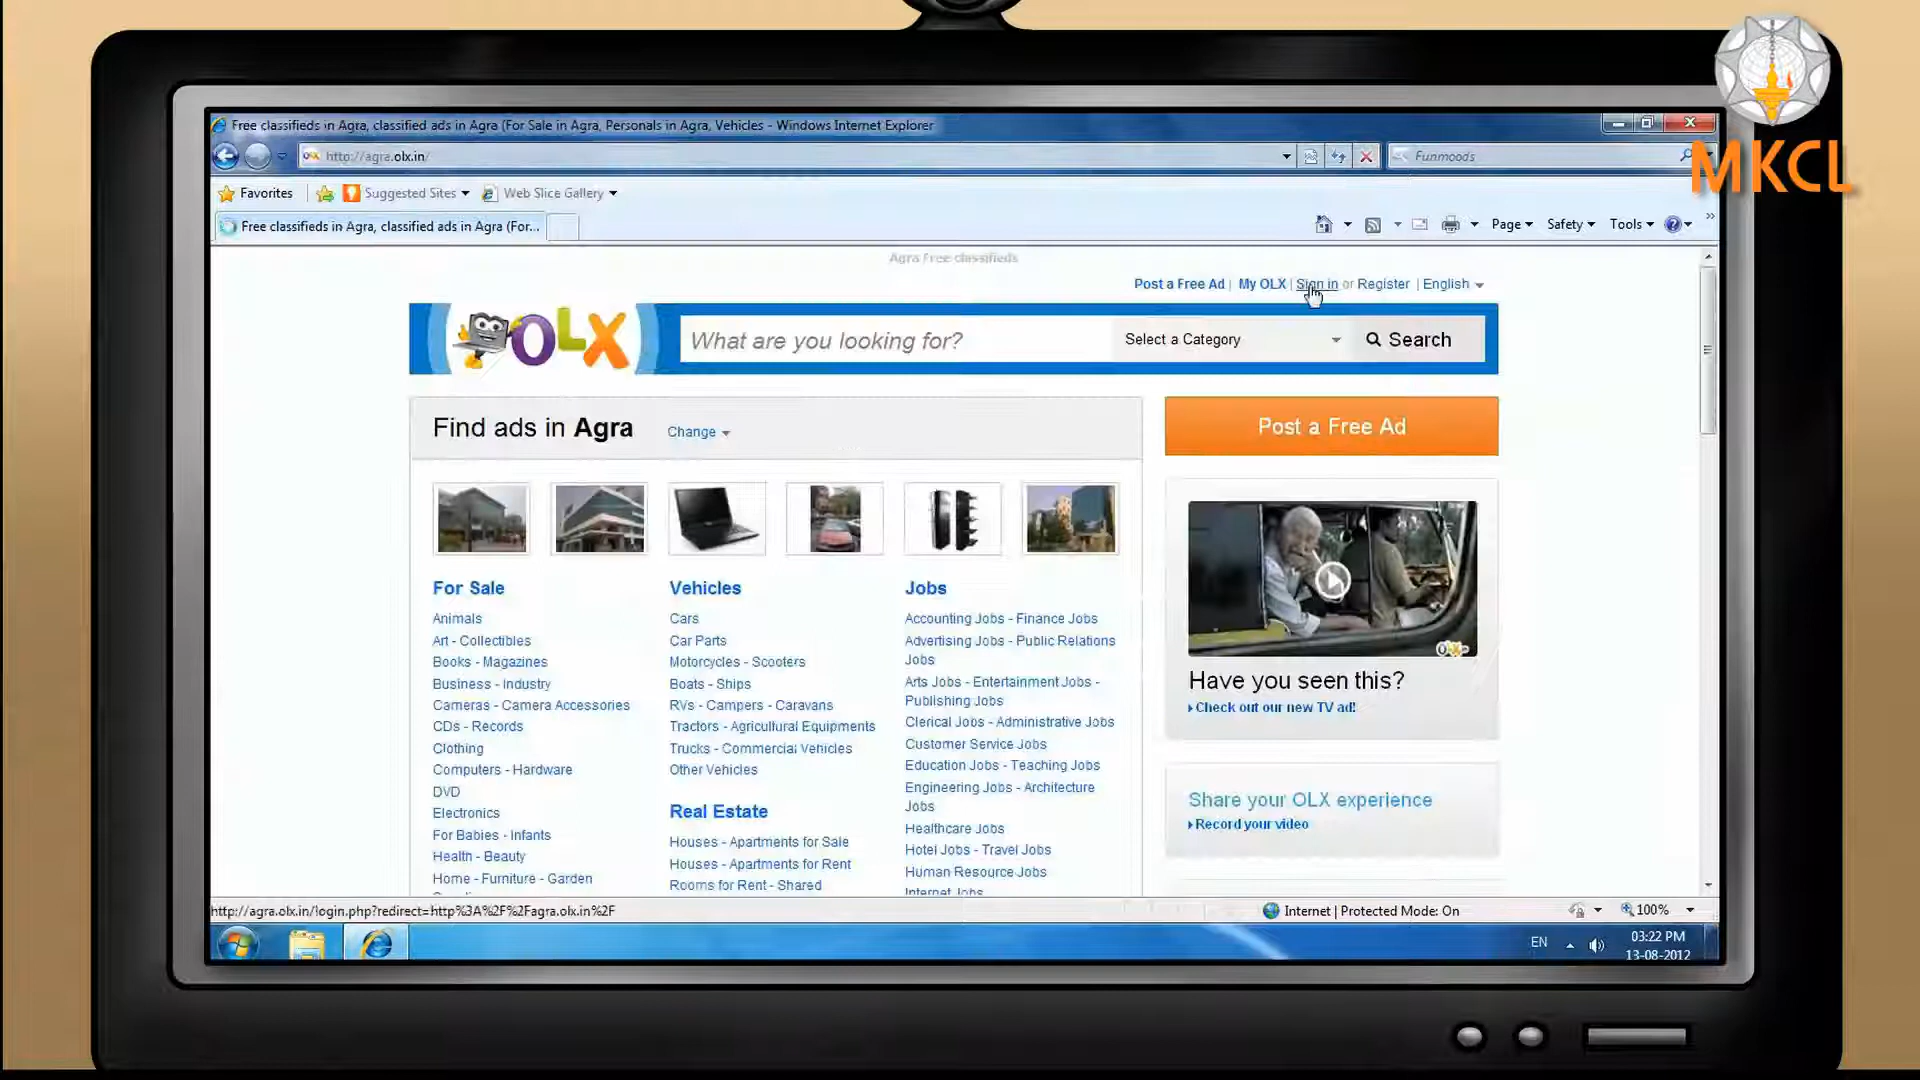 MKCL
Free classifieds in Agra, classified ads in Agra (For Sale in Agra, Personals in Agra, Vehicles - Windows Internet Explorer
http://agra.olx.in/
Funmoods
Favorites
Suggested Sites
Web Slice Gallery
Free classifieds in Agra, classified ads in Agra (For...
Page
Safety
Tools
Agra Free classifieds
Post a Free Ad | My OLX | Sign in or Register | English
OLX
What are you looking for?
Select a Category
Search
Find ads in Agra
Change
Post a Free Ad
For Sale
Animals
Art - Collectibles
Books - Magazines
Business - Industry
Cameras - Camera Accessories
CDs - Records
Clothing
Computers - Hardware
DVD
Electronics
For Babies - Infants
Health - Beauty
Home - Furniture - Garden
Vehicles
Cars
Car Parts
Motorcycles - Scooters
Boats - Ships
RVs - Campers - Caravans
Tractors - Agricultural Equipments
Trucks - Commercial Vehicles
Other Vehicles
Real Estate
Houses - Apartments for Sale
Houses - Apartments for Rent
Rooms for Rent - Shared
Jobs
Accounting Jobs - Finance Jobs
Advertising Jobs - Public Relations
Jobs
Arts Jobs - Entertainment Jobs -
Publishing Jobs
Clerical Jobs - Administrative Jobs
Customer Service Jobs
Education Jobs - Teaching Jobs
Engineering Jobs - Architecture
Jobs
Healthcare Jobs
Hotel Jobs - Travel Jobs
Human Resource Jobs
Internet Jobs
OLX
Have you seen this?
Check out our new TV ad!
Share your OLX experience
Record your video
http://agra.olx.in/login.php?redirect=http%3A%2F%2Fagra.olx.in%2F
Internet | Protected Mode: On
100%
EN
03:22 PM
13-08-2012